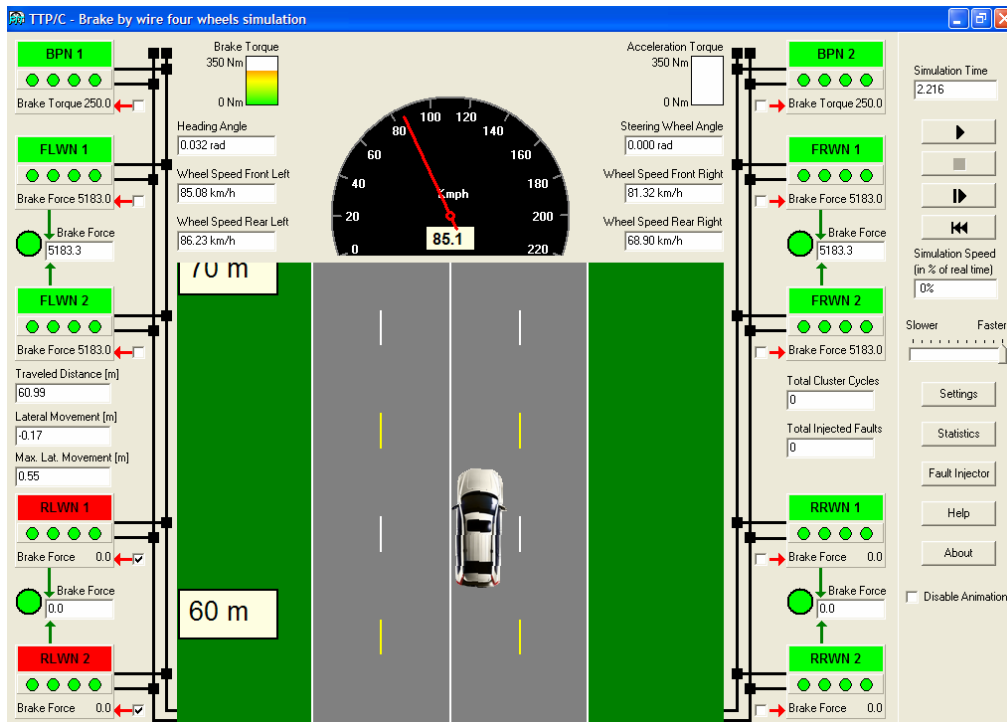 TTP/C - Brake by wire four wheels simulation
BPN 1
Brake Torque 250.0
FLWN 1
Brake Force 5183.0
Brake Force
5183.3
FLWN 2
Brake Force 5183.0
Traveled Distance [m]
60.99
Lateral Movement [m]
-0.17
Max. Lat. Movement [m]
0.55
RLWN 1
Brake Force 0.0
Brake Force
0.0
RLWN 2
Brake Force 0.0
Brake Torque
350 Nm
0 Nm
Heading Angle
0.032 rad
Wheel Speed Front Left
85.08 km/h
Wheel Speed Rear Left
86.23 km/h
0
20
40
60
80
100
120
140
160
180
200
220
Kmph
85.1
Acceleration Torque
350 Nm
0 Nm
Steering Wheel Angle
0.000 rad
Wheel Speed Front Right
81.32 km/h
Wheel Speed Rear Right
68.90 km/h
70 m
60 m
BPN 2
Brake Torque 250.0
FRWN 1
Brake Force 5183.0
Brake Force
5183.3
FRWN 2
Brake Force 5183.0
Total Cluster Cycles
0
Total Injected Faults
0
RRWN 1
Brake Force 0.0
Brake Force
0.0
RRWN 2
Brake Force 0.0
Simulation Time
2.216
Simulation Speed
(in % of real time)
0%
Slower Faster
Settings
Statistics
Fault Injector
Help
About
Disable Animation